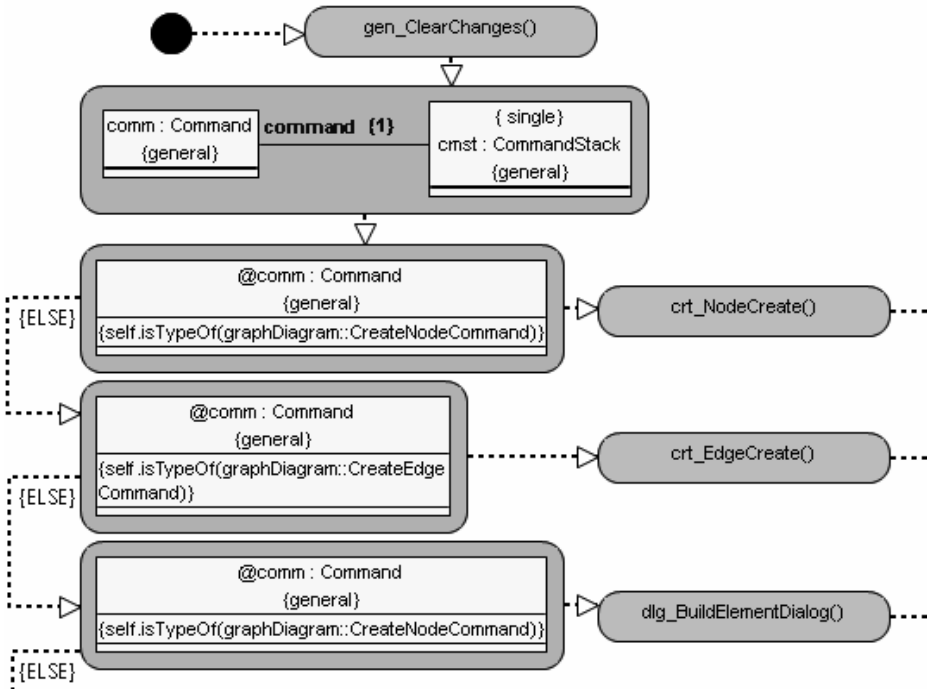 gen_ClearChanges()
comm : Command
{general}
command {1}
{ single}
cmst : CommandStack
{general}
@comm : Command
{general}
{self.isTypeOf(graphDiagram::CreateNodeCommand)}
crt_NodeCreate()
{ELSE}
@comm : Command
{general}
{self.isTypeOf(graphDiagram::CreateEdge
Command)}
crt_EdgeCreate()
{ELSE}
@comm : Command
{general}
{self.isTypeOf(graphDiagram::CreateNodeCommand)}
dlg_BuildElementDialog()
{ELSE}